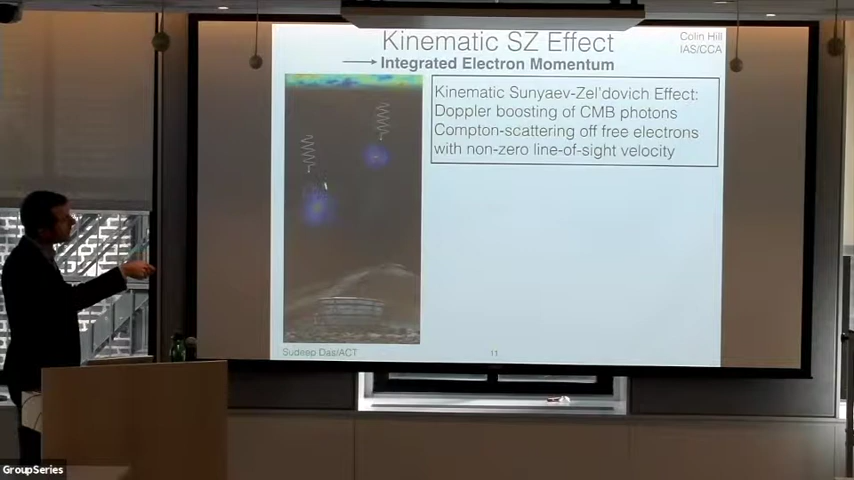 Kinematic SZ Effect
Colin Hill
IAS/CCA
Integrated Electron Momentum
Kinematic Sunyaev-Zel'dovich Effect:
Doppler boosting of CMB photons
Compton-scattering off free electrons
with non-zero line-of-sight velocity
Sudeep Das/ACT
11
GroupSeries